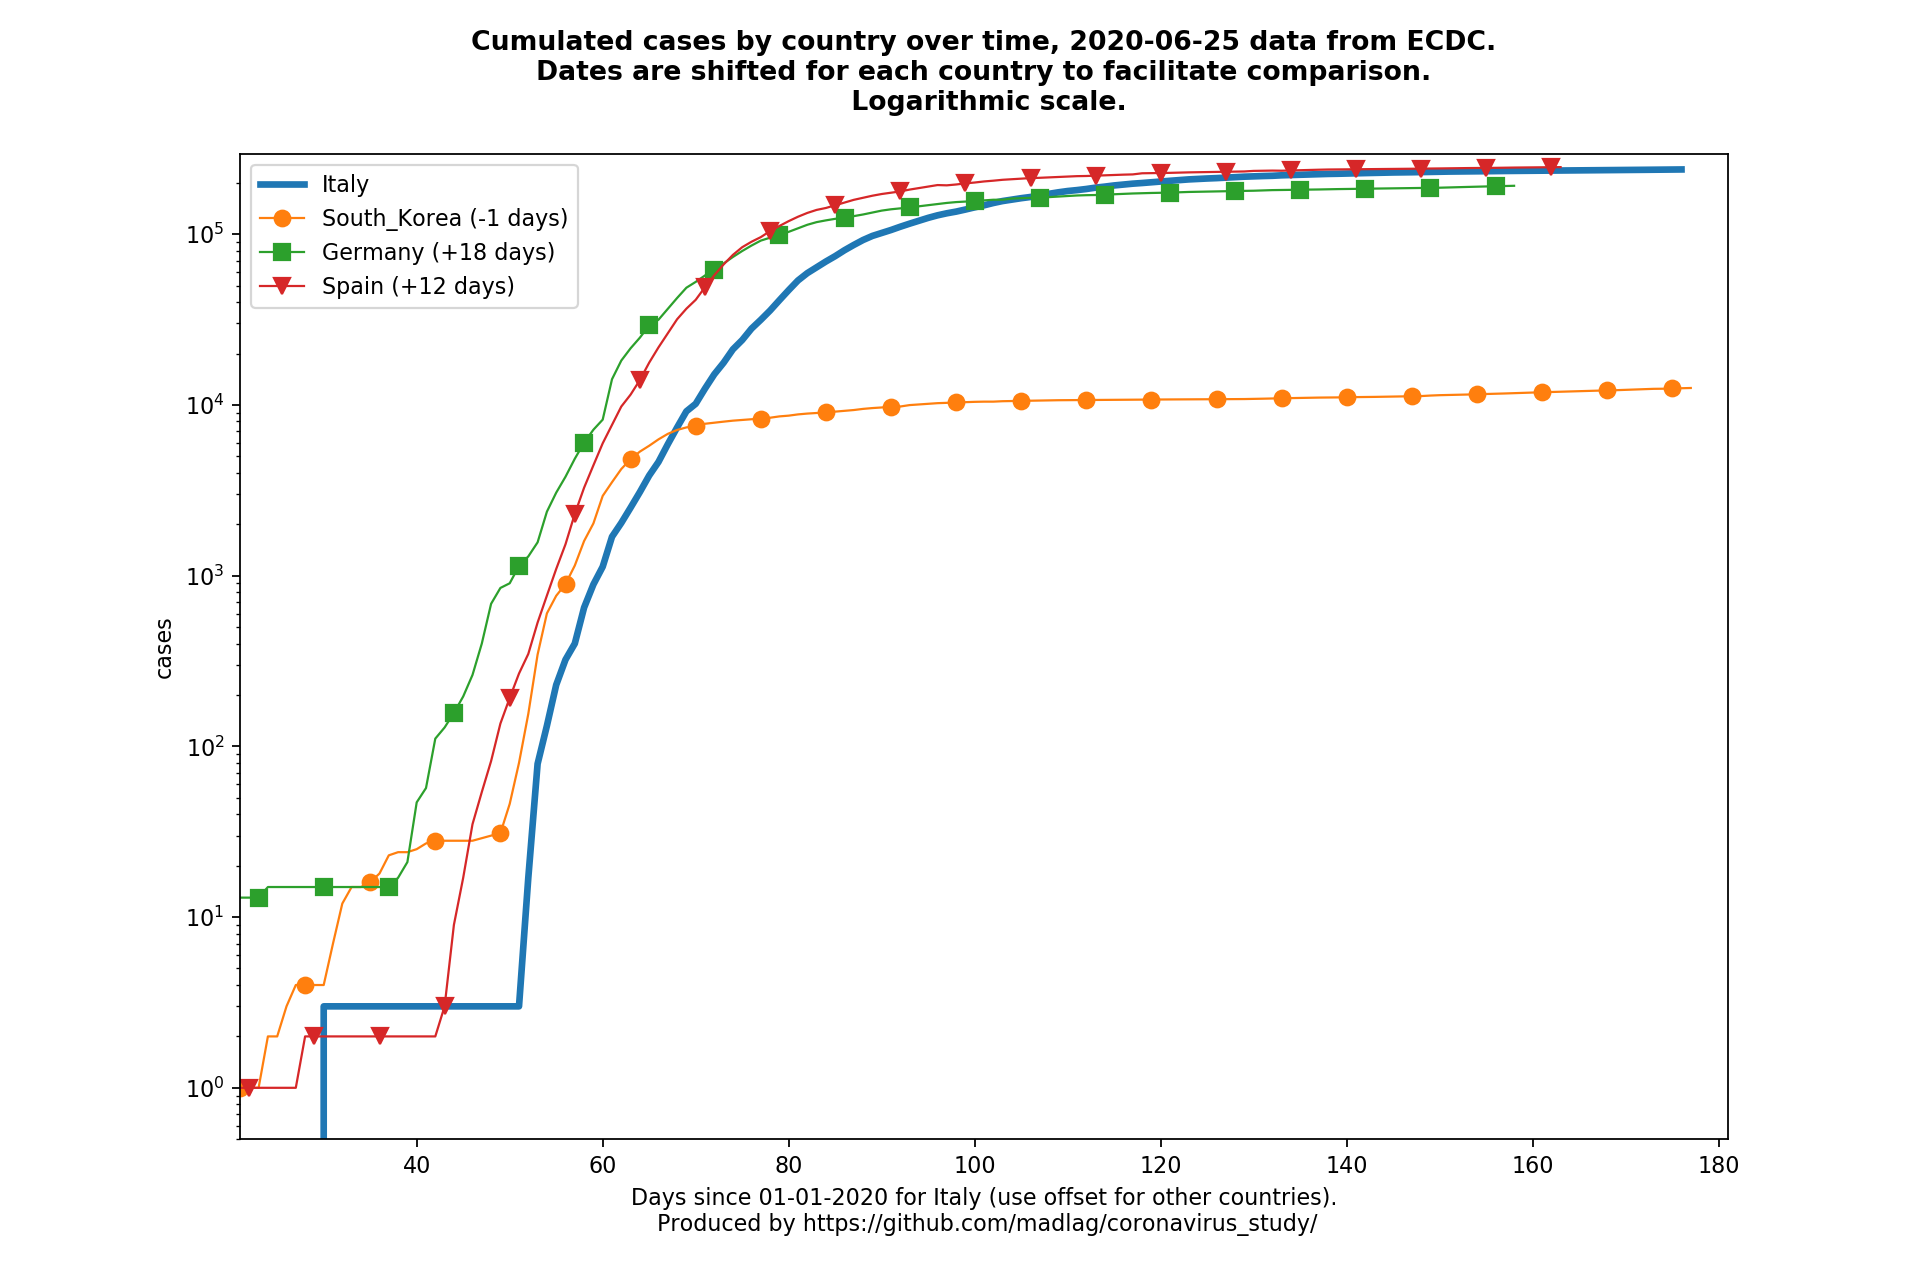 Cumulated cases by country over time, 2020-06-25 data from ECDC.
Dates are shifted for each country to facilitate comparison.
Logarithmic scale.
Italy
South_Korea (-1 days)
Germany (+18 days)
Spain (+12 days)
10^5
10^4
10^3
10^2
10^1
10^0
cases
40 60 80 100 120 140 160 180
Days since 01-01-2020 for Italy (use offset for other countries).
Produced by https://github.com/madlag/coronavirus_study/